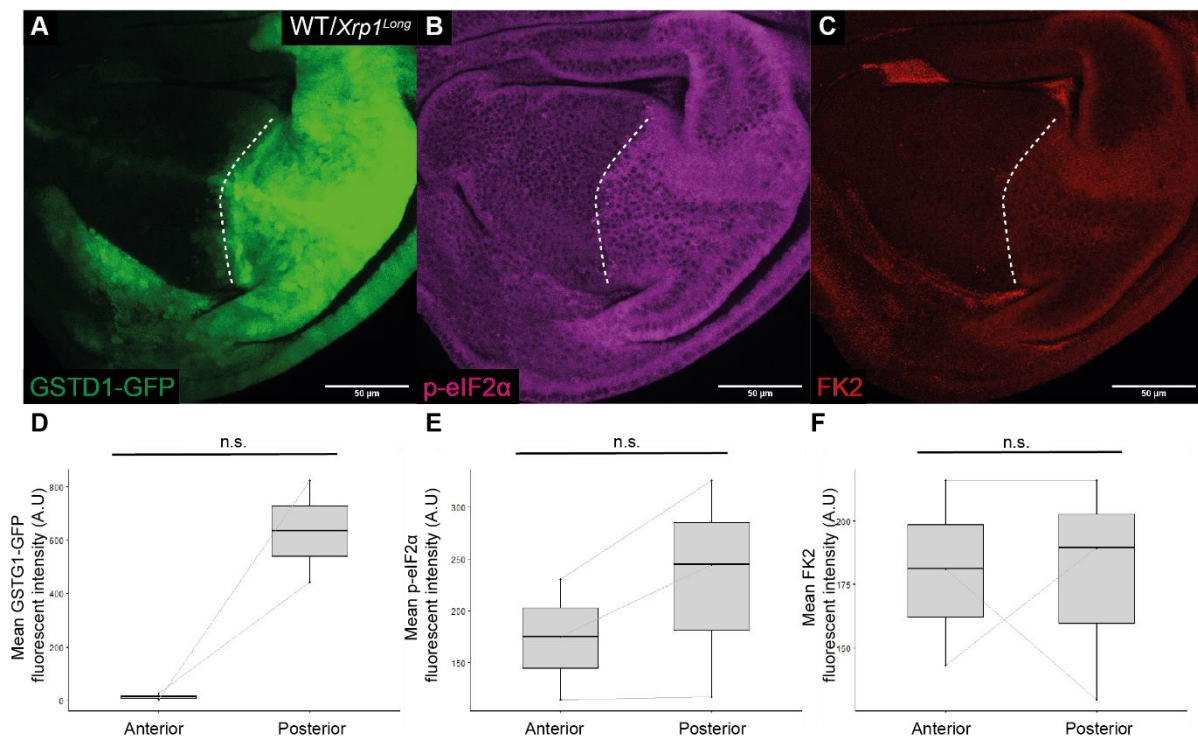 A
WT/Xrp1Long
B
C
GSTD1-GFP
50 µm
p-eIF2α
50 µm
FK2
50 µm
D
n.s.
E
n.s.
F
n.s.
Mean GSTG1-GFP
fluorescent intensity (A.U)
800
600
400
200
0
Anterior
Posterior
Mean p-eIF2α
fluorescent intensity (A.U)
300
250
200
150
Anterior
Posterior
Mean FK2
fluorescent intensity (A.U)
200
175
150
Anterior
Posterior